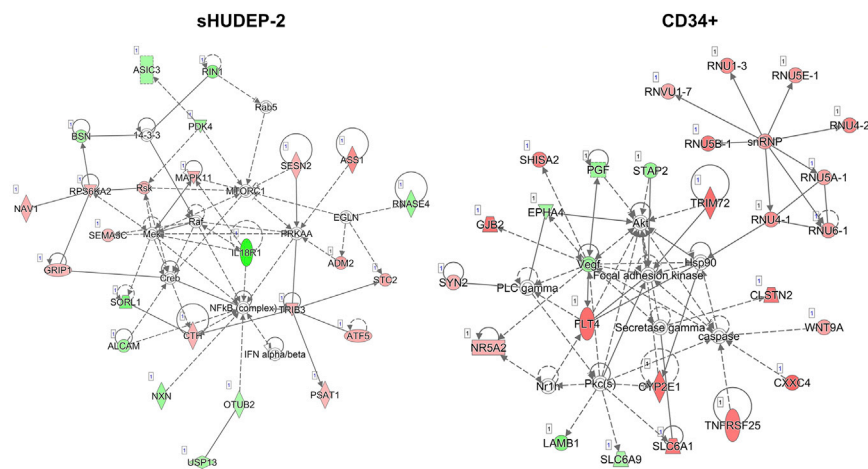 sHUDEP-2
CD34+
ASIC3
RIN1
Rab5
PDK4
BSN
14-3-3
SESN2
ASS1
RPS6KA2
Rsk
MAPK11
MTORC1
NAV1
Raf
EGLN
RNASE4
SEMA3C
Mek
PRKAA
IL18R1
GRIP1
ADM2
Creb
STC2
SORL1
NFkB (complex)
TRIB3
CTH
ATF5
ALCAM
IFN alpha/beta
NXN
OTUB2
PSAT1
USP13
RNU1-3
RNU5E-1
RNVU1-7
RNU4-2
snRNP
RNU5B-1
SHISA2
PGF
STAP2
RNU5A-1
TRIM72
EPHA4
GJB2
Akt
RNU4-1
RNU6-1
Vegf
Hsp90
Focal adhesion kinase
SYN2
PLC gamma
CLSTN2
FLT4
Secretase gamma
caspase
WNT9A
NR5A2
Nr1h
Pkc(s)
CYP2E1
CXXC4
TNFRSF25
LAMB1
SLC6A1
SLC6A9